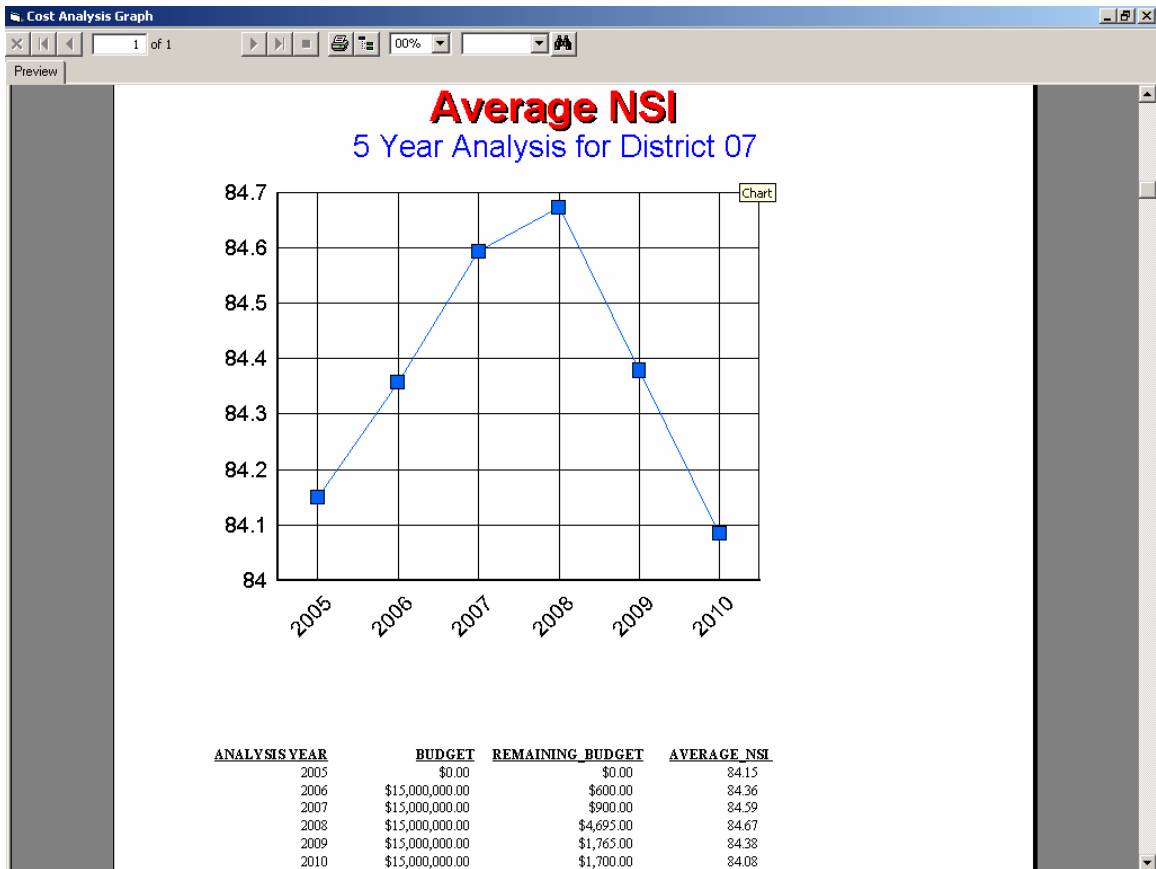 Cost Analysis Graph
1 of 1
00%
Preview
Average NSI
5 Year Analysis for District 07
Chart
84.7
84.6
84.5
84.4
84.3
84.2
84.1
84
2005 2006 2007 2008 2009 2010
ANALYSIS YEAR BUDGET REMAINING_BUDGET AVERAGE_NSI
2005 $0.00 $0.00 84.15
2006 $15,000,000.00 $600.00 84.36
2007 $15,000,000.00 $900.00 84.59
2008 $15,000,000.00 $4,695.00 84.67
2009 $15,000,000.00 $1,765.00 84.38
2010 $15,000,000.00 $1,700.00 84.08